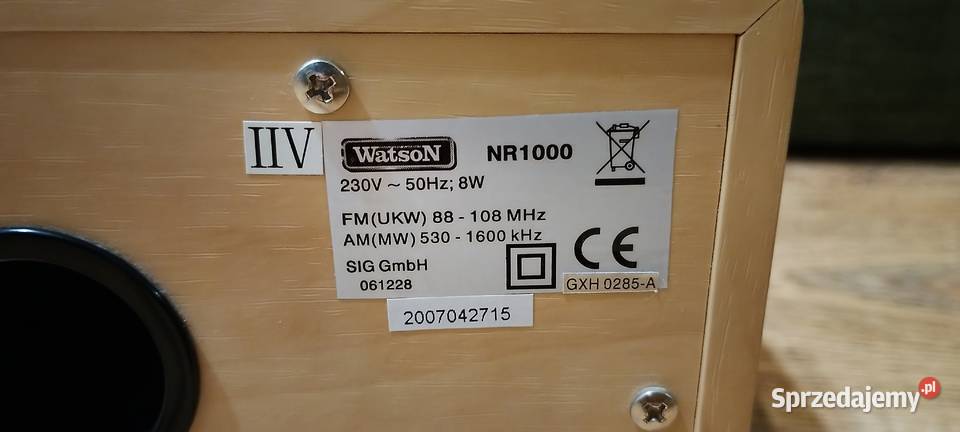 IIV
WatsoN
NR1000
230V ~ 50Hz; 8W
FM(UKW) 88 - 108 MHz
AM(MW) 530 - 1600 kHz
SIG GmbH
061228
CE
GXH 0285-A
2007042715
Sprzedajemy.pl